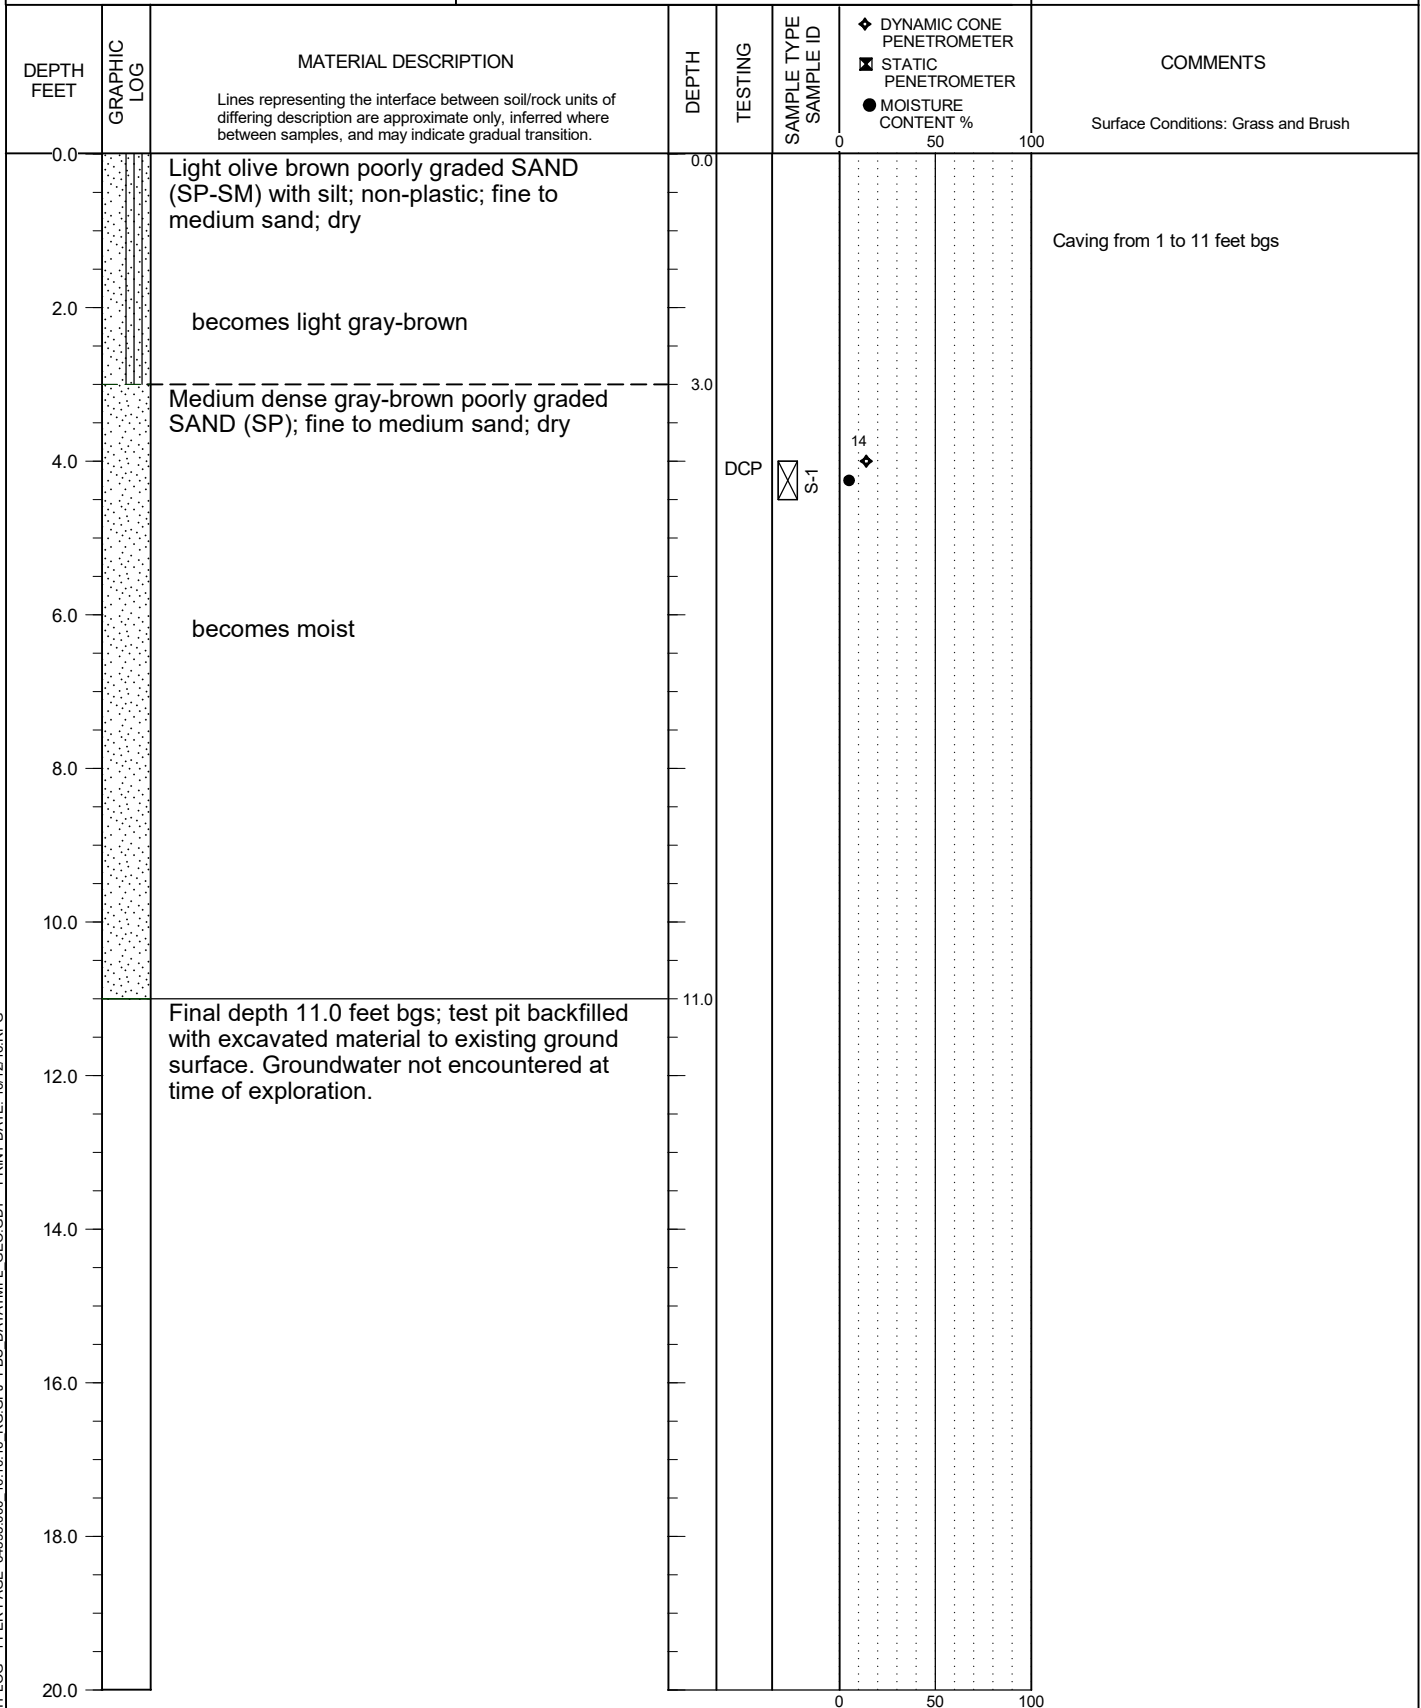 DEPTH
FEET
GRAPHIC
LOG
MATERIAL DESCRIPTION
Lines representing the interface between soil/rock units of
differing description are approximate only, inferred where
between samples, and may indicate gradual transition.
DEPTH
TESTING
SAMPLE TYPE
SAMPLE ID
DYNAMIC CONE
PENETROMETER
STATIC
PENETROMETER
MOISTURE
CONTENT %
0 50 100
COMMENTS
Surface Conditions: Grass and Brush
0.0
Light olive brown poorly graded SAND
(SP-SM) with silt; non-plastic; fine to
medium sand; dry
0.0
Caving from 1 to 11 feet bgs
2.0
becomes light gray-brown
3.0
Medium dense gray-brown poorly graded
SAND (SP); fine to medium sand; dry
14
4.0
DCP
S-1
6.0
becomes moist
8.0
10.0
11.0
Final depth 11.0 feet bgs; test pit backfilled
with excavated material to existing ground
surface. Groundwater not encountered at
time of exploration.
12.0
14.0
16.0
18.0
20.0
0 50 100